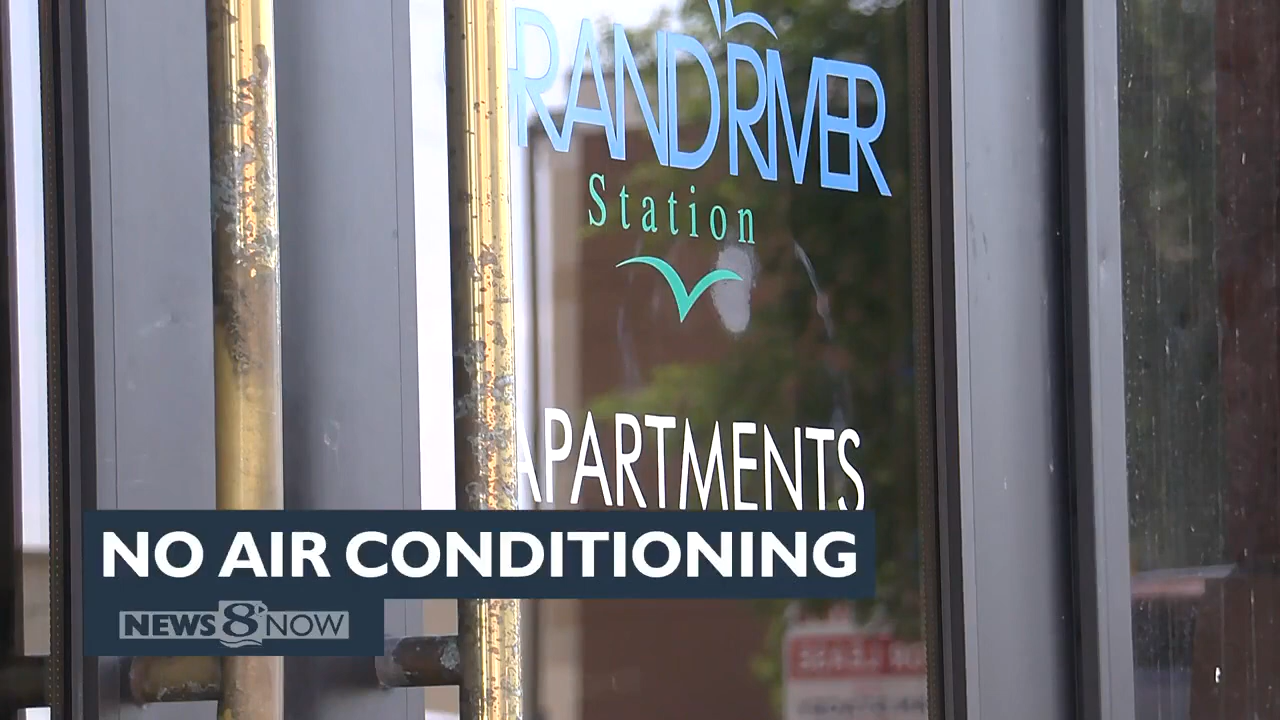 RAND RIVER
Station
APARTMENTS
NO AIR CONDITIONING
NEWS 8 NOW